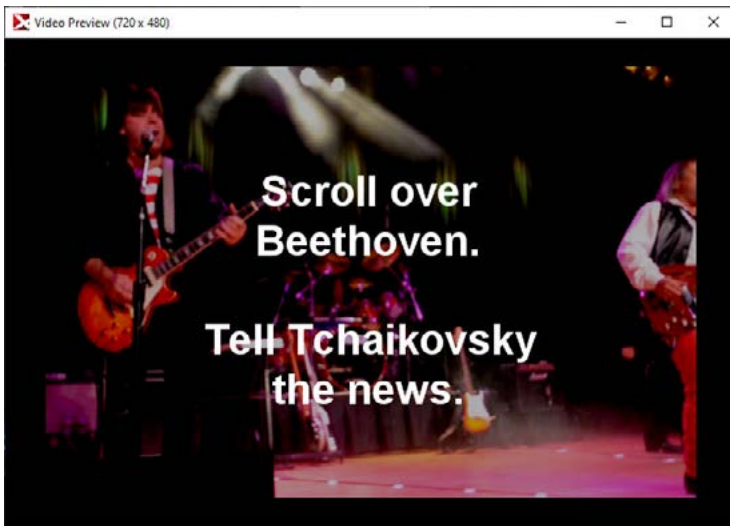 Video Preview (720 x 480)
Scroll over
Beethoven.
Tell Tchaikovsky
the news.